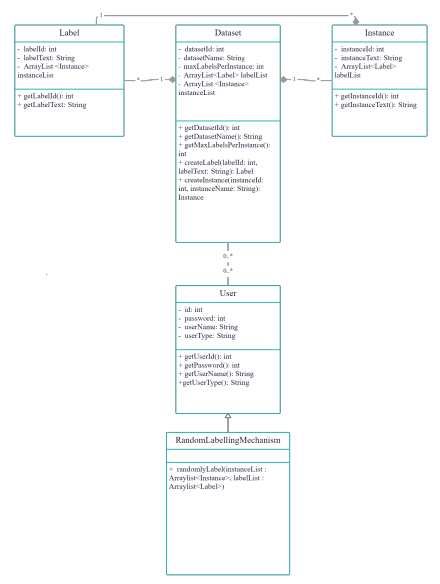 1
*
Label
- labelId: int
- labelText: String
- ArrayList <Instance>
instanceList
+ getLabelId(): int
+ getLabelText: String
* 1
Dataset
- datasetId: int
- datasetName: String
- maxLabelsPerInstance: int
- ArrayList<Label> labelList
- ArrayList <Instance>
instanceList
+ getDatasetId(): int
+ getDatasetName(): String
+ getMaxLabelsPerInstance():
int
+ createLabel(labelId: int,
labelText: String): Label
+ createInstance(instanceId:
int, instanceName: String):
Instance
1 *
Instance
- instanceId: int
- instanceText: String
- ArrayList<Label>
labelList
+ getInstanceId(): int
+ getInstanceText(): String
0..*
0..*
User
- id: int
- password: int
- userName: String
- userType: String
+ getUserId(): int
+ getPassword(): int
+ getUserName(): String
+getUserType(): String
RandomLabellingMechanism
+ randomlyLabel(instanceList :
Arraylist<Instance>, labelList :
Arraylist<Label>)